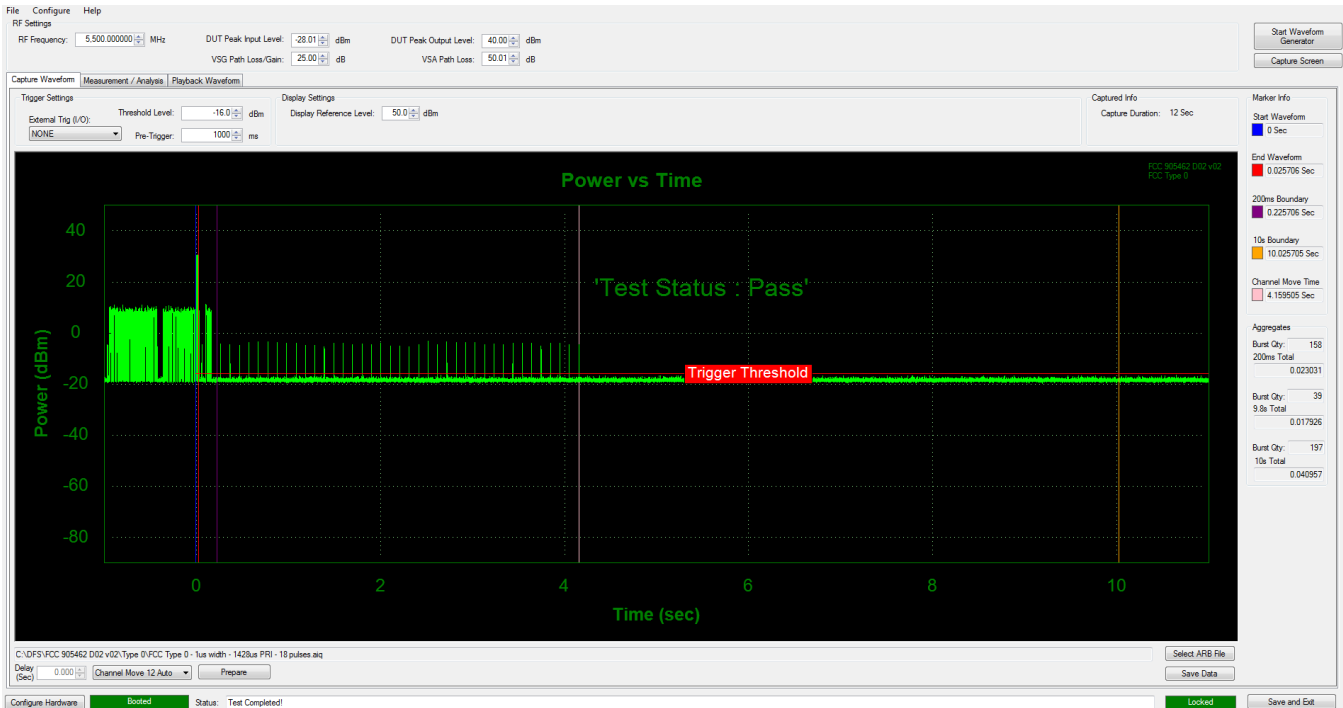 File Configure Help
RF Settings
RF Frequency: 5,500.000000 MHz DUT Peak Input Level: -28.01 dBm DUT Peak Output Level: 40.00 dBm
VSG Path Loss/Gain: 25.00 dB VSA Path Loss: 50.01 dB
Start Waveform
Generator
Capture Screen
Capture Waveform Measurement / Analysis Playback Waveform
Trigger Settings
External Trig (I/O):
NONE
Threshold Level: -16.0 dBm
Pre-Trigger: 1000 ms
Display Settings
Display Reference Level: 50.0 dBm
Captured Info
Capture Duration: 12 Sec
Marker Info
Start Waveform
0 Sec
End Waveform
0.025706 Sec
200ms Boundary
0.225706 Sec
10s Boundary
10.025705 Sec
Channel Move Time
4.159505 Sec
Aggregates
Burst Qty: 158
200ms Total
0.023031
Burst Qty: 39
9.8s Total
0.017926
Burst Qty: 197
10s Total
0.040957
Power vs Time
FCC 905462 D02 v02
FCC Type 0
'Test Status : Pass'
Trigger Threshold
Power (dBm)
40
20
0
-20
-40
-60
-80
0 2 4 6 8 10
Time (sec)
C:\DFS\FCC 905462 D02 v02\Type 0\FCC Type 0 - 1us width - 1428us PRI - 18 pulses.aiq
Select ARB File
Delay
(Sec) 0.000 Channel Move 12 Auto Prepare
Save Data
Configure Hardware Booted Status: Test Completed! Locked Save and Exit